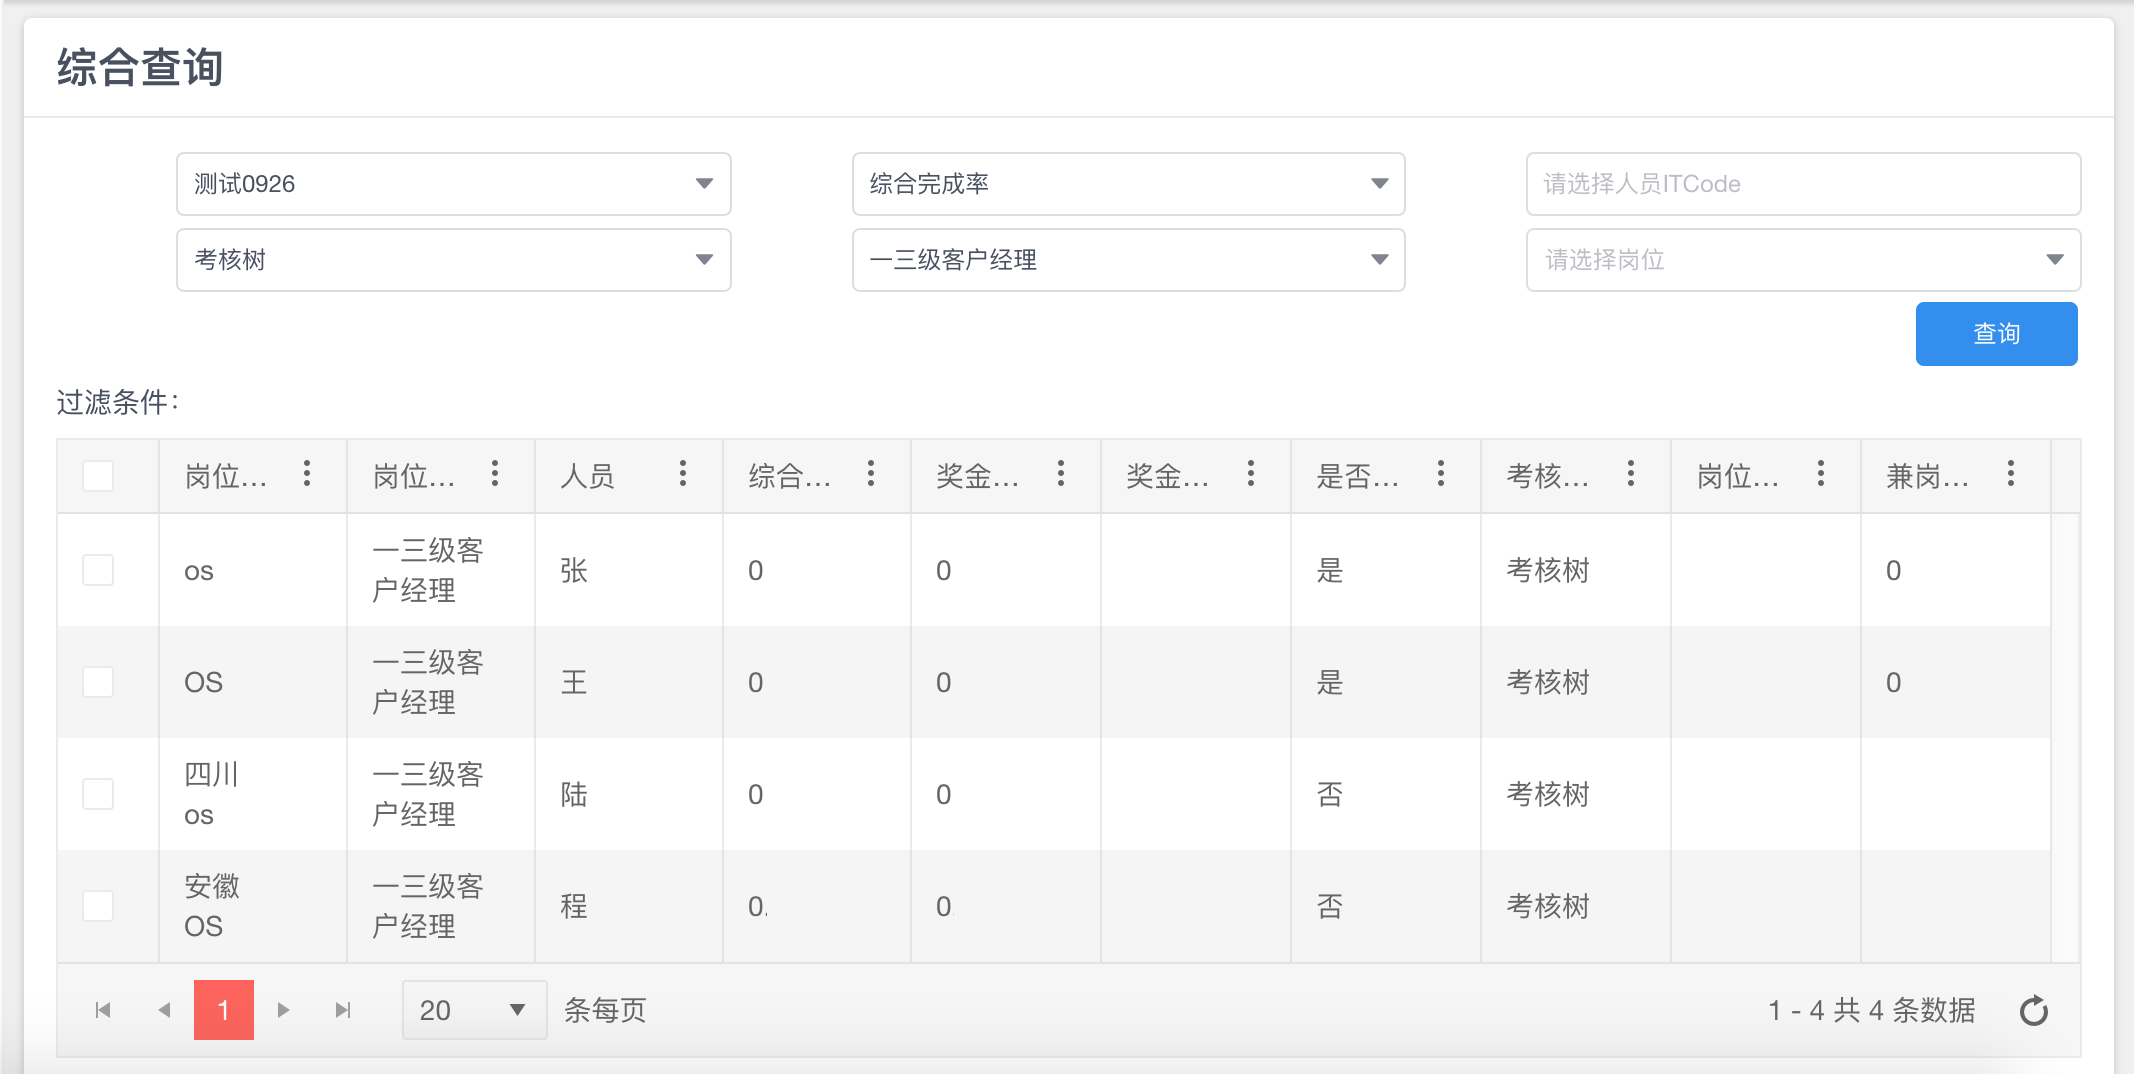 综合查询
测试0926 综合完成率 请选择人员ITCode
考核树 一三级客户经理 请选择岗位
查询
过滤条件：
岗位... 岗位... 人员 综合... 奖金... 奖金... 是否... 考核... 岗位... 兼岗...
os 一三级客户经理 张 0 0 是 考核树 0
OS 一三级客户经理 王 0 0 是 考核树 0
四川os 一三级客户经理 陆 0 0 否 考核树
安徽OS 一三级客户经理 程 0. 0. 否 考核树
1 20 条每页 1 - 4 共 4 条数据